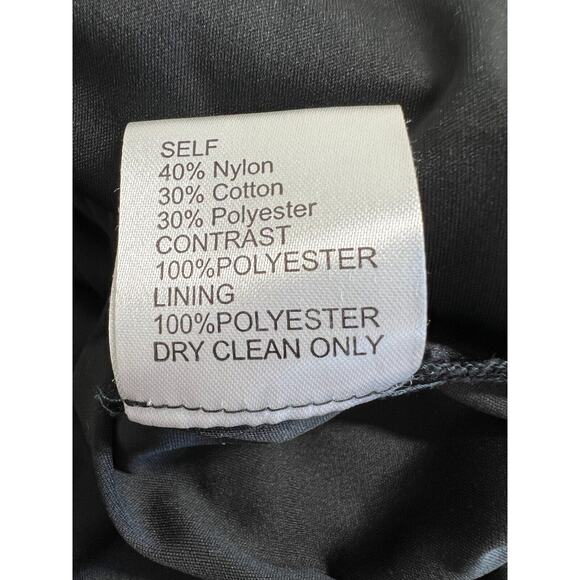 SELF
40% Nylon
30% Cotton
30% Polyester
CONTRAST
100%POLYESTER
LINING
100%POLYESTER
DRY CLEAN ONLY